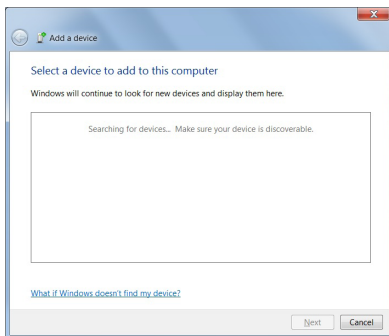 Add a device
Select a device to add to this computer
Windows will continue to look for new devices and display them here.
Searching for devices... Make sure your device is discoverable.
What if Windows doesn't find my device?
Next Cancel